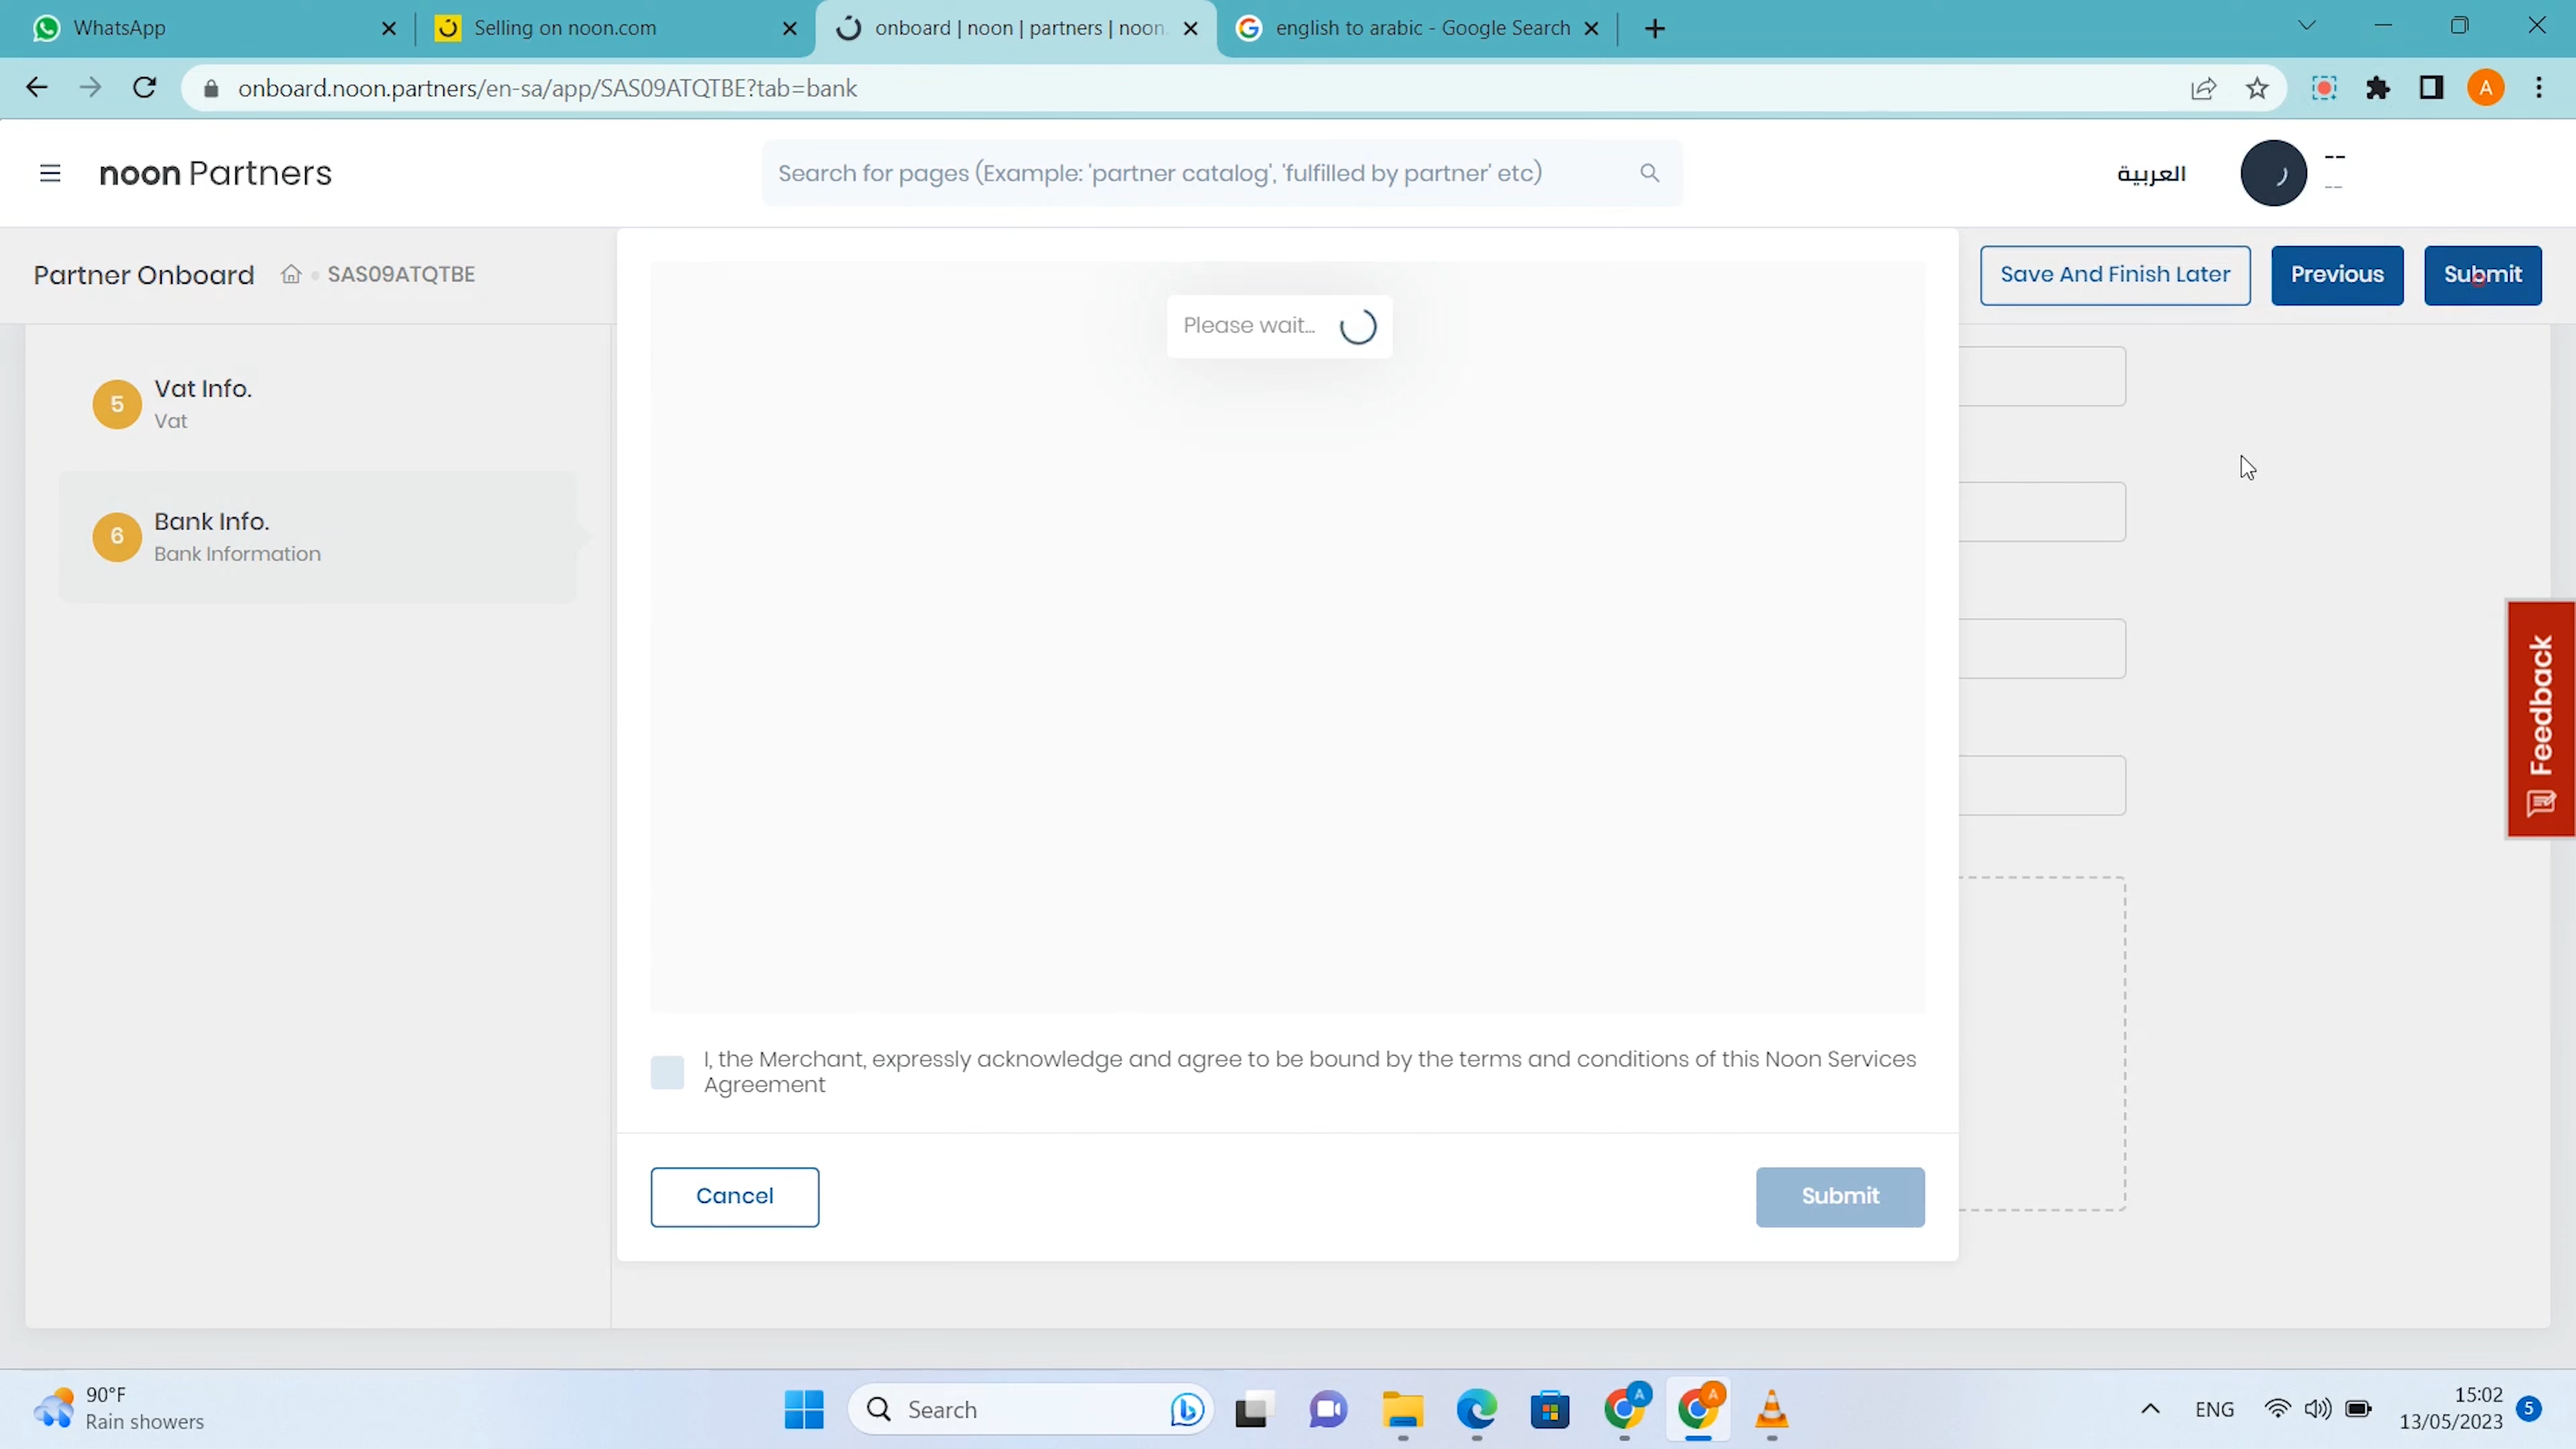 WhatsApp
Selling on noon.com
onboard | noon | partners | noon.
english to arabic - Google Search
onboard.noon.partners/en-sa/app/SAS09ATQTBE?tab=bank
A
noon Partners
Search for pages (Example: 'partner catalog', 'fulfilled by partner' etc)
العربية
--
--
Partner Onboard
SAS09ATQTBE
Save And Finish Later
Previous
Submit
Please wait...
5
Vat Info.
Vat
6
Bank Info.
Bank Information
Feedback
I, the Merchant, expressly acknowledge and agree to be bound by the terms and conditions of this Noon Services
Agreement
Cancel
Submit
90°F
Rain showers
Search
A
A
ENG
15:02
13/05/2023
5